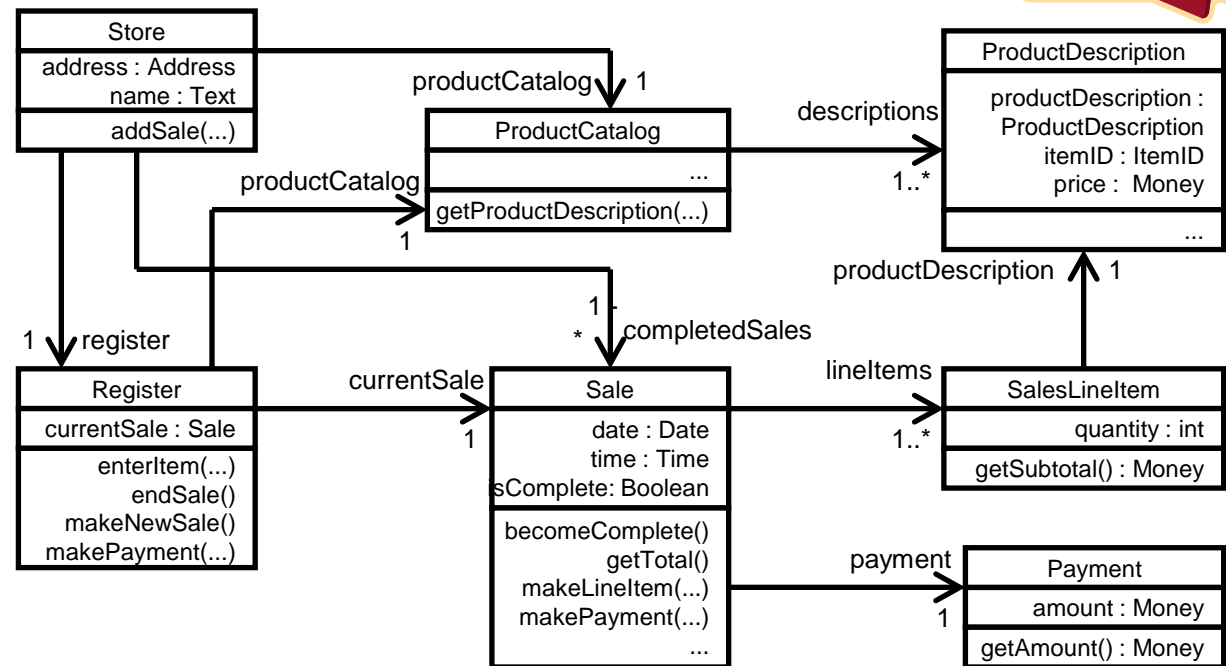 Store
address : Address
name : Text
addSale(...)
productCatalog
1
ProductCatalog
...
getProductDescription(...)
descriptions
1..*
ProductDescription
productDescription :
ProductDescription
itemID : ItemID
price : Money
...
productCatalog
1
productDescription
1
1 -
* completedSales
1
register
Register
currentSale : Sale
enterItem(...)
endSale()
makeNewSale()
makePayment(...)
currentSale
1
Sale
date : Date
time : Time
isComplete: Boolean
becomeComplete()
getTotal()
makeLineItem(...)
makePayment(...)
...
lineItems
1..*
SalesLineItem
quantity : int
getSubtotal() : Money
payment
1
Payment
amount : Money
getAmount() : Money